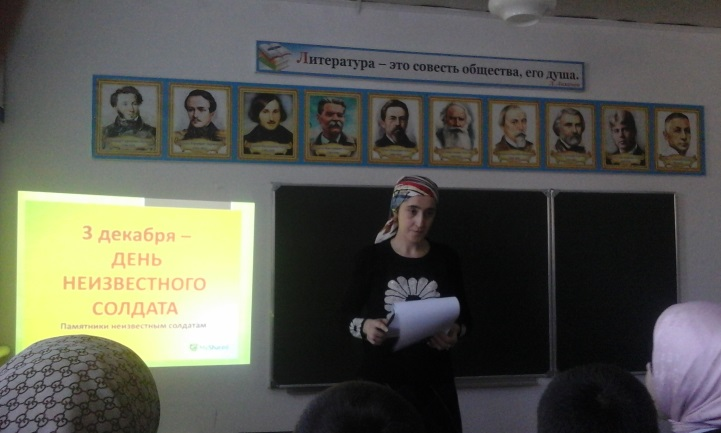 Литература – это совесть общества, его душа.
3 декабря –
ДЕНЬ
НЕИЗВЕСТНОГО
СОЛДАТА
Памятники неизвестным солдатам